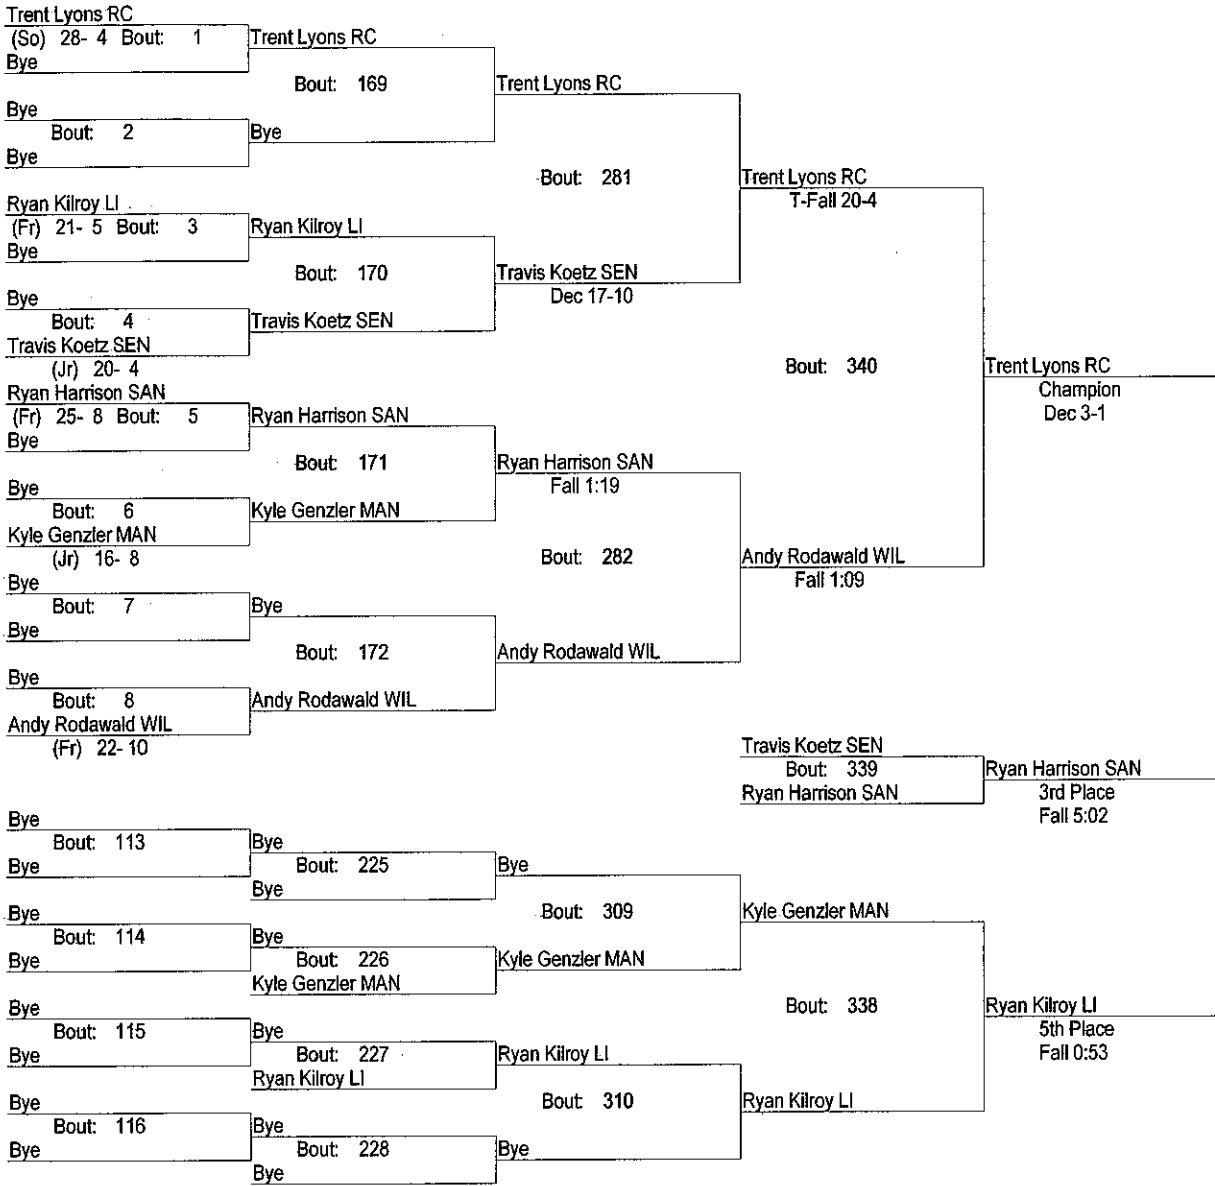 Trent Lyons RC
(So) 28- 4 Bout: 1
Bye
Trent Lyons RC
Bout: 169
Trent Lyons RC
Bye
Bout: 2
Bye
Bye
Bout: 281
Trent Lyons RC
T-Fall 20-4
Ryan Kilroy LI
(Fr) 21- 5 Bout: 3
Bye
Ryan Kilroy LI
Bout: 170
Travis Koetz SEN
Dec 17-10
Bye
Bout: 4
Travis Koetz SEN
(Jr) 20- 4
Travis Koetz SEN
Bout: 340
Trent Lyons RC
Champion
Dec 3-1
Ryan Harrison SAN
(Fr) 25- 8 Bout: 5
Bye
Ryan Harrison SAN
Bout: 171
Ryan Harrison SAN
Fall 1:19
Bye
Bout: 6
Kyle Genzler MAN
(Jr) 16- 8
Kyle Genzler MAN
Bout: 282
Andy Rodawald WIL
Fall 1:09
Bye
Bout: 7
Bye
Bye
Bout: 172
Andy Rodawald WIL
Bye
Bout: 8
Andy Rodawald WIL
(Fr) 22- 10
Andy Rodawald WIL
Travis Koetz SEN
Bout: 339
Ryan Harrison SAN
Ryan Harrison SAN
3rd Place
Fall 5:02
Bye
Bout: 113
Bye
Bye
Bout: 225
Bye
Bye
Bout: 309
Kyle Genzler MAN
Bye
Bout: 114
Bye
Bye
Bout: 226
Kyle Genzler MAN
Kyle Genzler MAN
Bout: 338
Ryan Kilroy LI
5th Place
Fall 0:53
Bye
Bout: 115
Bye
Bye
Bout: 227
Ryan Kilroy LI
Ryan Kilroy LI
Bout: 310
Ryan Kilroy LI
Bye
Bout: 116
Bye
Bye
Bout: 228
Bye
Bye